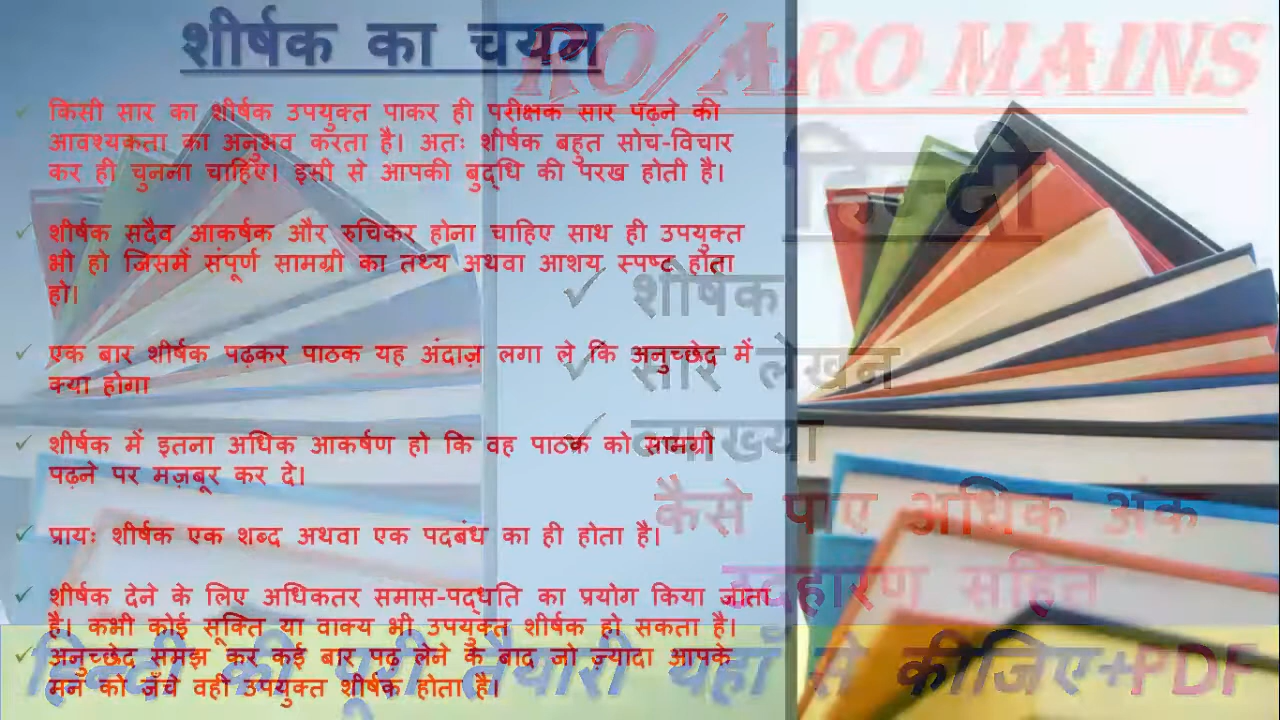 शीर्षक का चयन
RO/ARO MAINS
किसी सार का शीर्षक उपयुक्त पाकर ही परीक्षक सार पढ़ने की
आवश्यकता का अनुभव करता है। अतः शीर्षक बहुत सोच-विचार
कर ही चुनना चाहिए। इसी से आपकी बुद्धि की परख होती है।
हिन्दी
शीर्षक सदैव आकर्षक और रुचिकर होना चाहिए साथ ही उपयुक्त
भी हो जिसमें संपूर्ण सामग्री का तथ्य अथवा आशय स्पष्ट होता
हो।
शीर्षक
एक बार शीर्षक पढ़कर पाठक यह अंदाज़ लगा ले कि अनुच्छेद में
क्या होगा
सार लेखन
शीर्षक में इतना अधिक आकर्षण हो कि वह पाठक को सामग्री
पढ़ने पर मज़बूर कर दे।
व्याख्या
कैसे पाए अधिक अंक
प्रायः शीर्षक एक शब्द अथवा एक पदबंध का ही होता है।
उदहारण सहित
शीर्षक देने के लिए अधिकतर समास-पद्धति का प्रयोग किया जाता
है। कभी कोई सूक्ति या वाक्य भी उपयुक्त शीर्षक हो सकता है।
अनुच्छेद समझ कर कई बार पढ़ लेने के बाद जो ज़्यादा आपके
मन को जँचे वही उपयुक्त शीर्षक होता है।
हिन्दी की पूरी तैयारी यहाँ से कीजिए+PDF